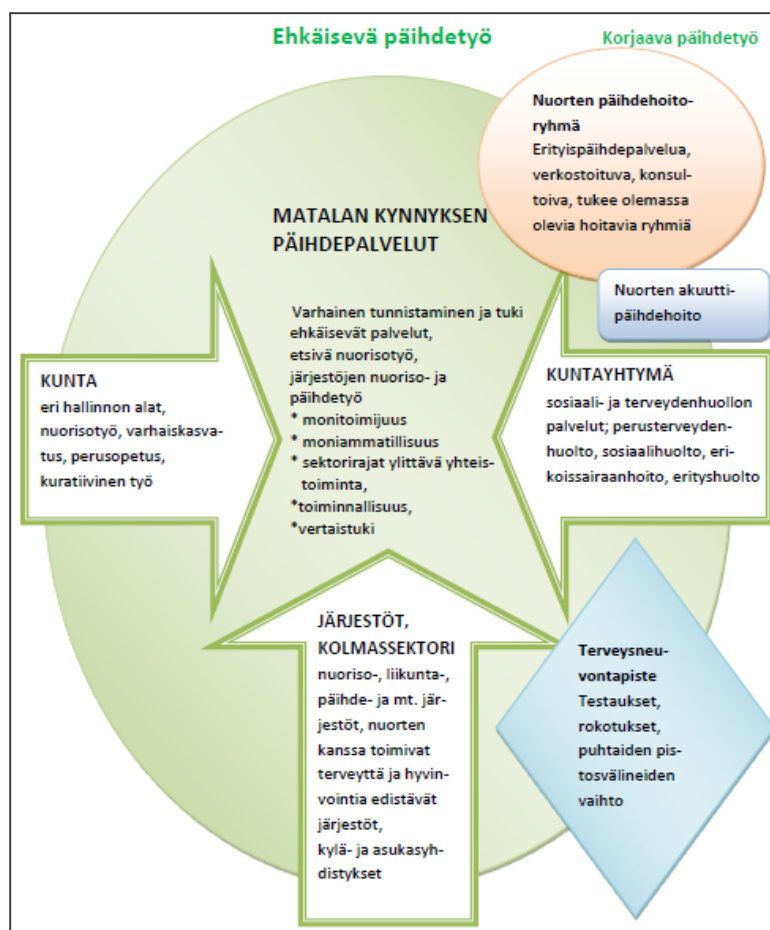 Ehkäisevä päihdetyö
Korjaava päihdetyö
Nuorten päihdehoito-
ryhmä
Erityispäihdepalvelua,
verkostoituva, konsul-
toiva, tukee olemassa
olevia hoitavia ryhmiä
MATALAN KYNNYKSEN
PÄIHDEPALVELUT
Nuorten akuutti-
päihdehoito
Varhainen tunnistaminen ja tuki
ehkäisevät palvelut,
etsivä nuorisotyö,
järjestöjen nuoriso- ja
päihdetyö
* monitoimijuus
* moniammatillisuus
* sektorirajat ylittävä yhteis-
toiminta,
*toiminnallisuus,
*vertaistuki
KUNTA
eri hallinnon alat,
nuorisotyö, varhaiskasva-
tus, perusopetus,
kuratiivinen työ
KUNTAYHTYMÄ
sosiaali- ja terveydenhuollon
palvelut; perusterveyden-
huolto, sosiaalihuolto, eri-
koissairaanhoito, erityshuolto
JÄRJESTÖT,
KOLMASSEKTORI
nuoriso-, liikunta-,
päihde- ja mt. jär-
jestöt, nuorten
kanssa toimivat
terveyttä ja hyvin-
vointia edistävät
järjestöt,
kylä- ja asukasyh-
distykset
Terveysneu-
vontapiste
Testaukset,
rokotukset,
puhtaiden pis-
tosvälineiden
vaihto